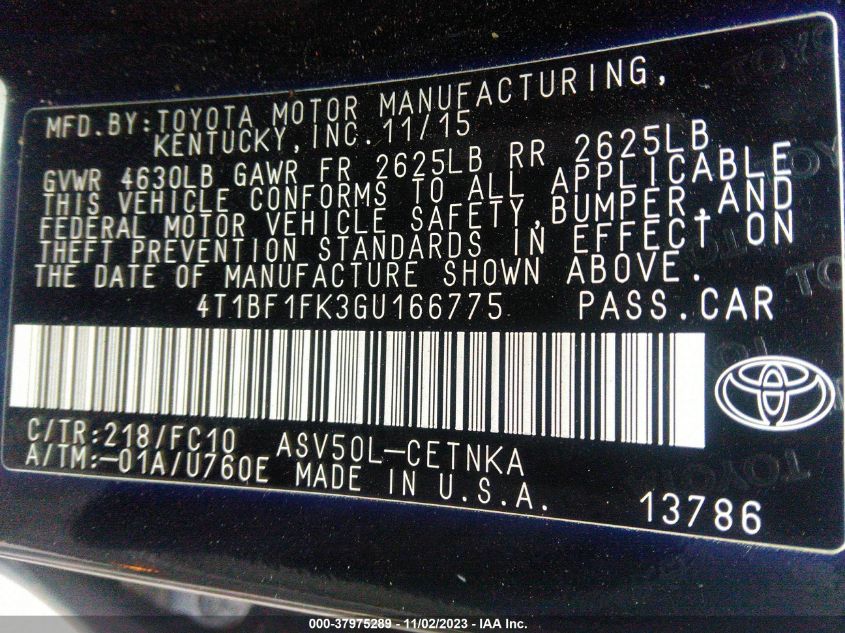 MFD.BY:TOYOTA MOTOR MANUFACTURING,
KENTUCKY,INC.11/15
GVWR 4630LB GAWR FR 2625LB RR 2625LB
THIS VEHICLE CONFORMS TO ALL APPLICABLE
FEDERAL MOTOR VEHICLE SAFETY,BUMPER,AND
THEFT PREVENTION STANDARDS IN EFFECT ON
THE DATE OF MANUFACTURE SHOWN ABOVE.
4T1BF1FK3GU166775 PASS.CAR
C/TR:218/FC10 ASV50L-CETNKA
A/TM:-01A/U760E MADE IN U.S.A.
13786
000-37975289 - 11/02/2023 - IAA Inc.